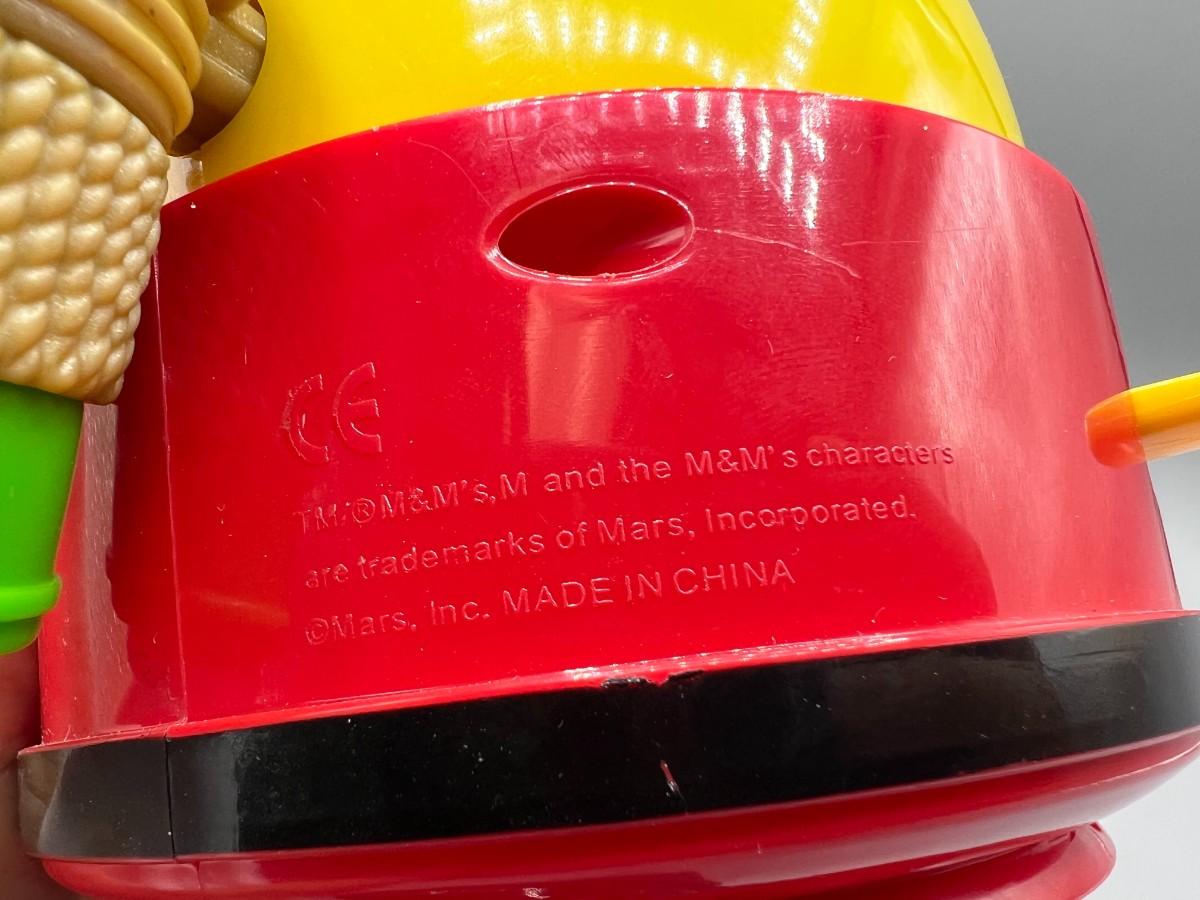 CE
TM/®M&M's,M and the M&M's characters
are trademarks of Mars, Incorporated.
©Mars, Inc. MADE IN CHINA